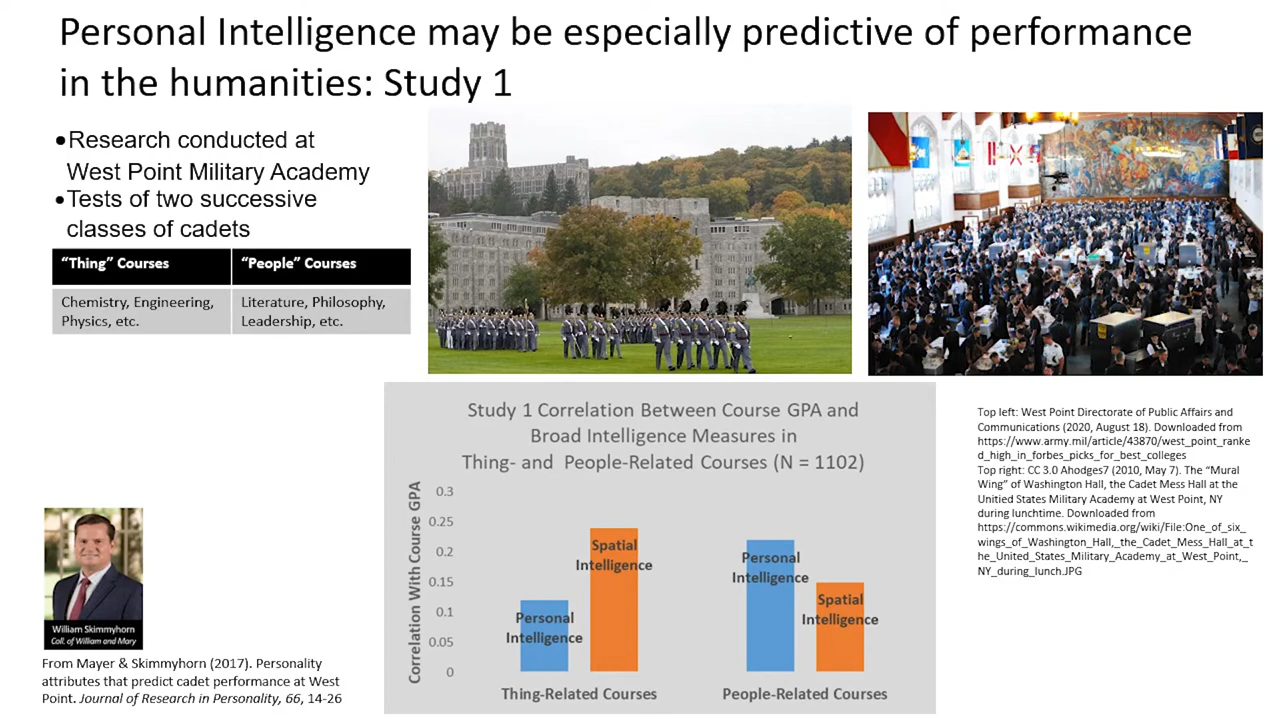 Personal Intelligence may be especially predictive of performance
in the humanities: Study 1
•Research conducted at
West Point Military Academy
•Tests of two successive
classes of cadets
“Thing” Courses
“People” Courses
Chemistry, Engineering,
Physics, etc.
Literature, Philosophy,
Leadership, etc.
Study 1 Correlation Between Course GPA and
Broad Intelligence Measures in
Thing- and People-Related Courses (N = 1102)
Correlation With Course GPA
0.3
0.25
0.2
0.15
0.1
0.05
0
Personal
Intelligence
Spatial
Intelligence
Personal
Intelligence
Spatial
Intelligence
Thing-Related Courses
People-Related Courses
Top left: West Point Directorate of Public Affairs and
Communications (2020, August 18). Downloaded from
https://www.army.mil/article/43870/west_point_ranke
d_high_in_forbes_picks_for_best_colleges
Top right: CC 3.0 Ahodges7 (2010, May 7). The “Mural
Wing” of Washington Hall, the Cadet Mess Hall at the
Unitied States Military Academy at West Point, NY
during lunchtime. Downloaded from
https://commons.wikimedia.org/wiki/File:One_of_six_
wings_of_Washington_Hall,_the_Cadet_Mess_Hall_at_t
he_United_States_Military_Academy_at_West_Point,_
NY_during_lunch.JPG
William Skimmyhorn
Coll. of William and Mary
From Mayer & Skimmyhorn (2017). Personality
attributes that predict cadet performance at West
Point. Journal of Research in Personality, 66, 14-26